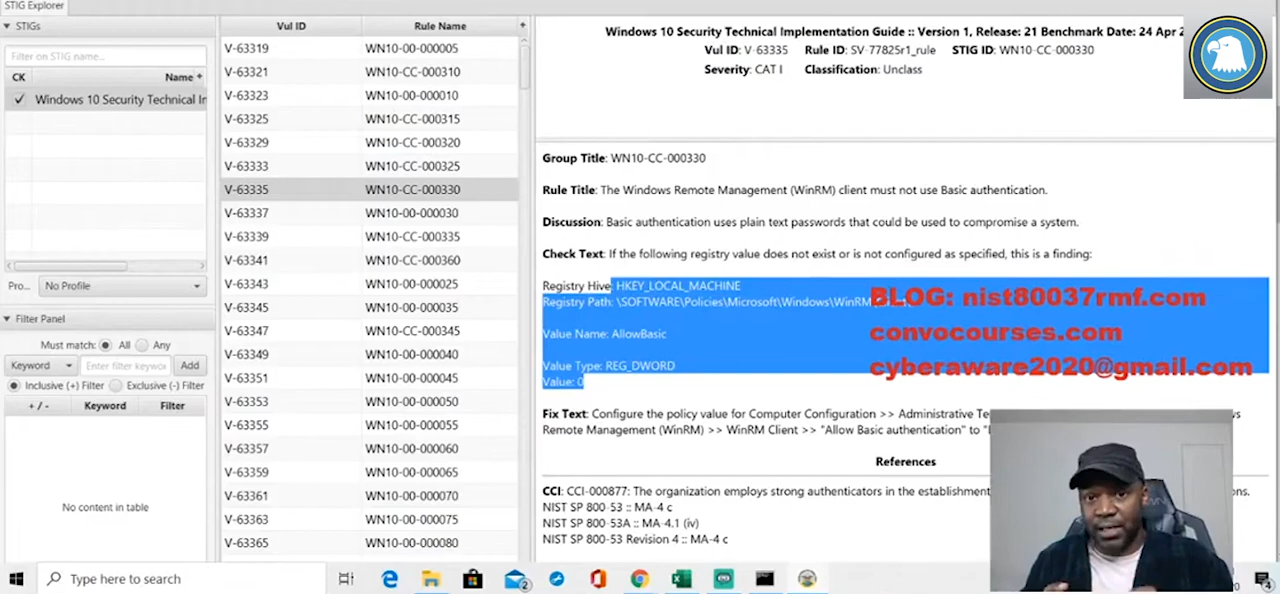 STIG Explorer
STIGs
Filter on STIG name...
CK Name
Windows 10 Security Technical In
Pro... No Profile
Filter Panel
Must match: All Any
Keyword Enter filter keywo Add
Inclusive (+) Filter Exclusive (-) Filter
+ / - Keyword Filter
No content in table
Vul ID Rule Name
V-63319 WN10-00-000005
V-63321 WN10-CC-000310
V-63323 WN10-00-000010
V-63325 WN10-CC-000315
V-63329 WN10-CC-000320
V-63333 WN10-CC-000325
V-63335 WN10-CC-000330
V-63337 WN10-00-000030
V-63339 WN10-CC-000335
V-63341 WN10-CC-000360
V-63343 WN10-00-000025
V-63345 WN10-00-000035
V-63347 WN10-CC-000345
V-63349 WN10-00-000040
V-63351 WN10-00-000045
V-63353 WN10-00-000050
V-63355 WN10-00-000055
V-63357 WN10-00-000060
V-63359 WN10-00-000065
V-63361 WN10-00-000070
V-63363 WN10-00-000075
V-63365 WN10-00-000080
Windows 10 Security Technical Implementation Guide :: Version 1, Release: 21 Benchmark Date: 24 Apr 2
Vul ID: V-63335 Rule ID: SV-77825r1_rule STIG ID: WN10-CC-000330
Severity: CAT I Classification: Unclass
Group Title: WN10-CC-000330
Rule Title: The Windows Remote Management (WinRM) client must not use Basic authentication.
Discussion: Basic authentication uses plain text passwords that could be used to compromise a system.
Check Text: If the following registry value does not exist or is not configured as specified, this is a finding:
Registry Hive: HKEY_LOCAL_MACHINE
Registry Path: \SOFTWARE\Policies\Microsoft\Windows\WinRM
Value Name: AllowBasic
Value Type: REG_DWORD
Value: 0
BLOG: nist80037rmf.com
convocourses.com
cyberaware2020@gmail.com
Fix Text: Configure the policy value for Computer Configuration >> Administrative Te ws
Remote Management (WinRM) >> WinRM Client >> "Allow Basic authentication" to "
References
CCI: CCI-000877: The organization employs strong authenticators in the establishment ons.
NIST SP 800-53 :: MA-4 c
NIST SP 800-53A :: MA-4.1 (iv)
NIST SP 800-53 Revision 4 :: MA-4 c
Type here to search
2
4